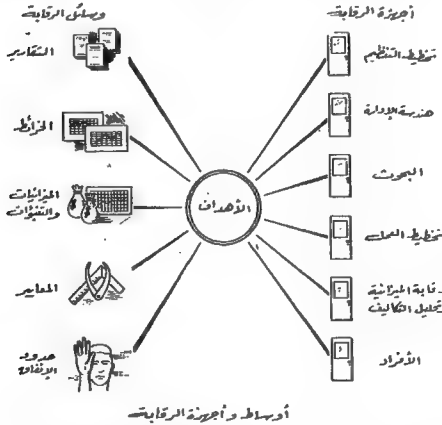 أجهزة الرقابة
وسائل الرقابة
تخطيط التنظيم
هندسة الإدارة
البحوث
تخطيط العمل
رقابة الميزانية
وتحليل التكاليف
الأفراد
الأهداف
التقارير
الخرائط
الميزانيات
والتنبؤات
المعايير
حدود
الإنفاق
أوساط وأجهزة الرقابة